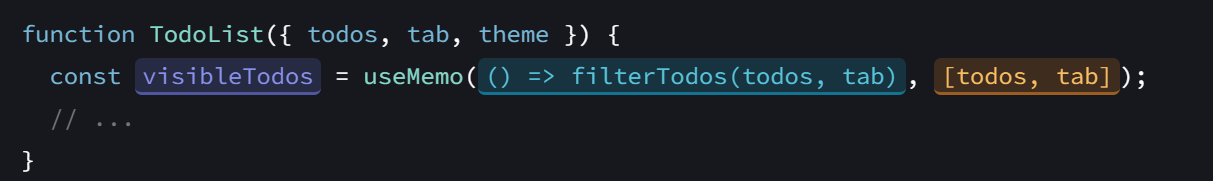 function TodoList({ todos, tab, theme }) {
  const visibleTodos = useMemo(() => filterTodos(todos, tab), [todos, tab]);
  // ...
}